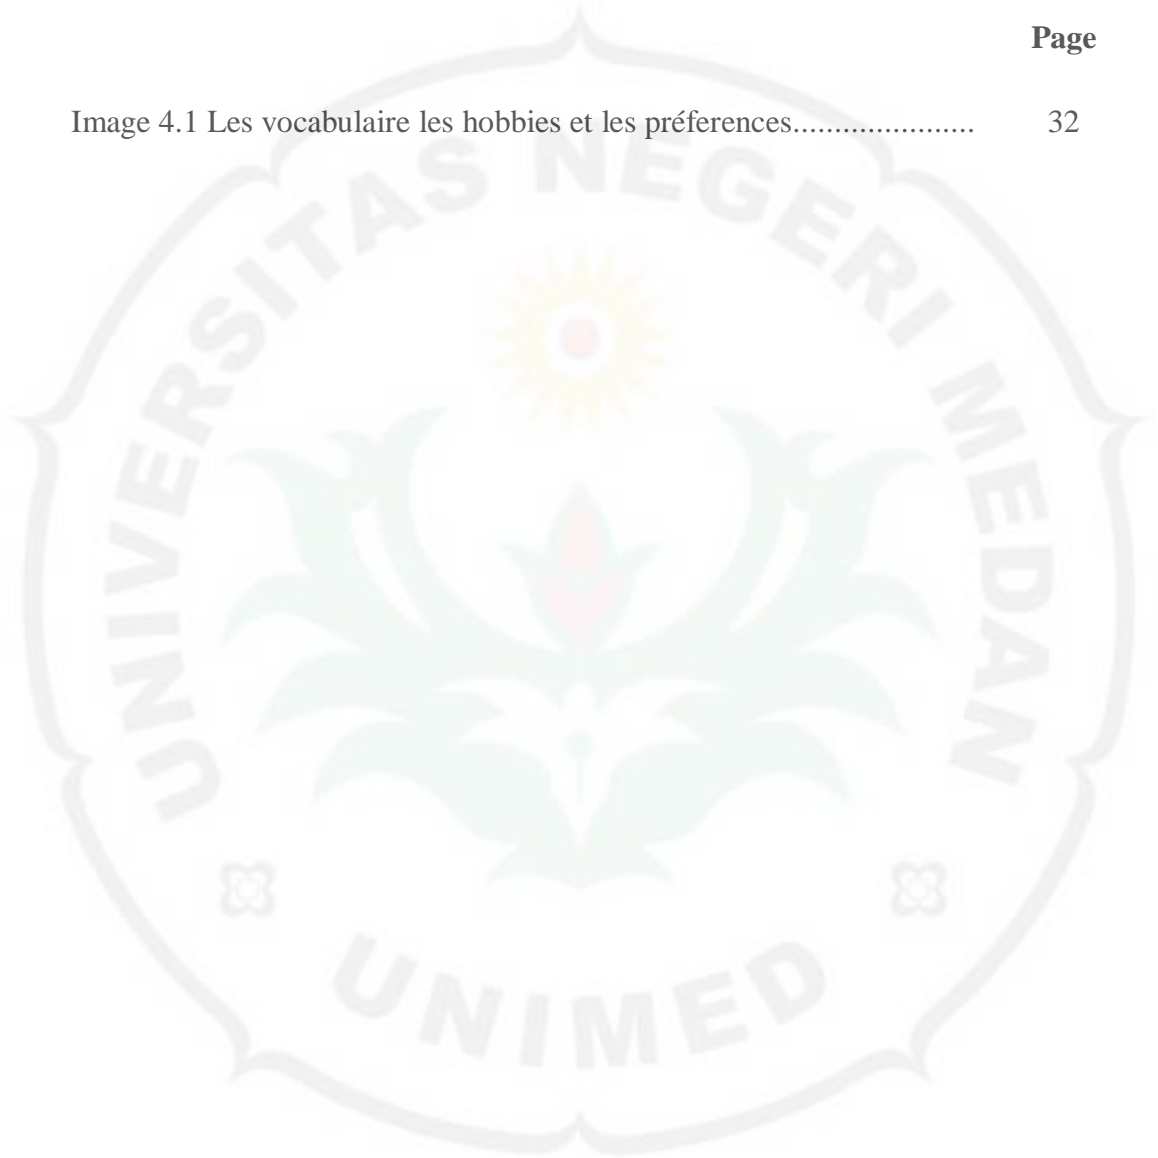 Page
Image 4.1 Les vocabulaire les hobbies et les préferences...................... 32
UNIVERSITAS NEGERI MEDAN
UNIMED